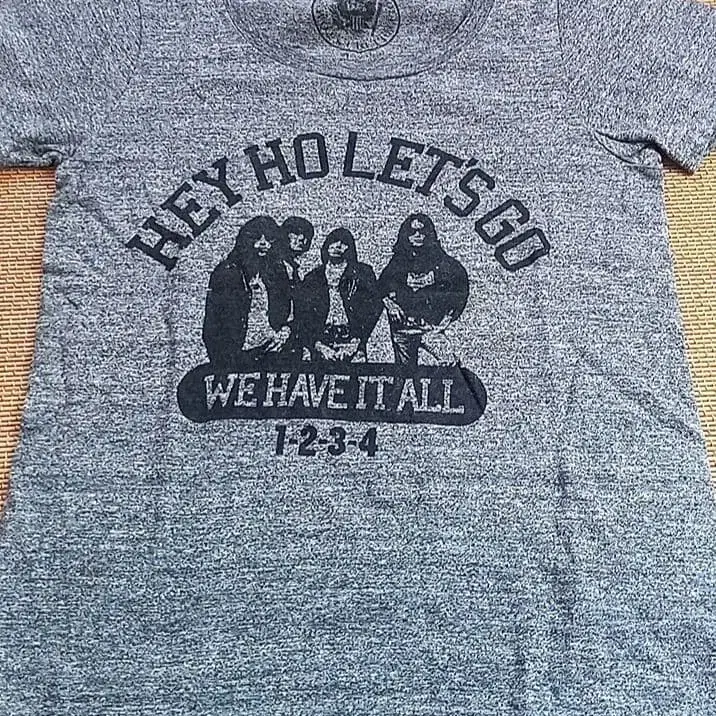 HEY HO LET'S GO
WE HAVE IT ALL
1-2-3-4